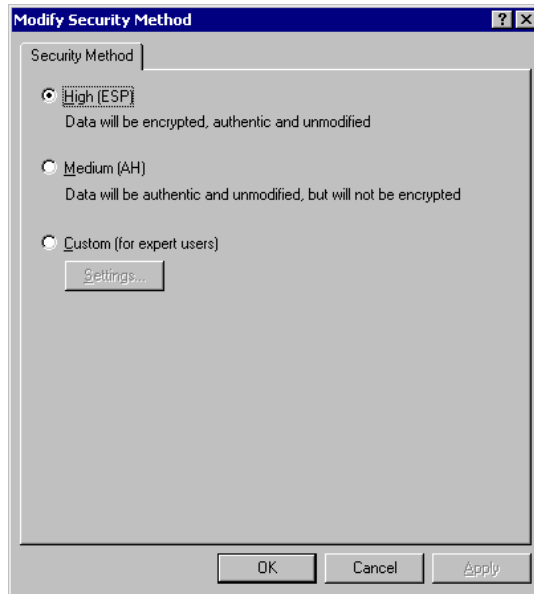 Modify Security Method
Security Method
High (ESP)
Data will be encrypted, authentic and unmodified
Medium (AH)
Data will be authentic and unmodified, but will not be encrypted
Custom (for expert users)
Settings...
OK Cancel Apply